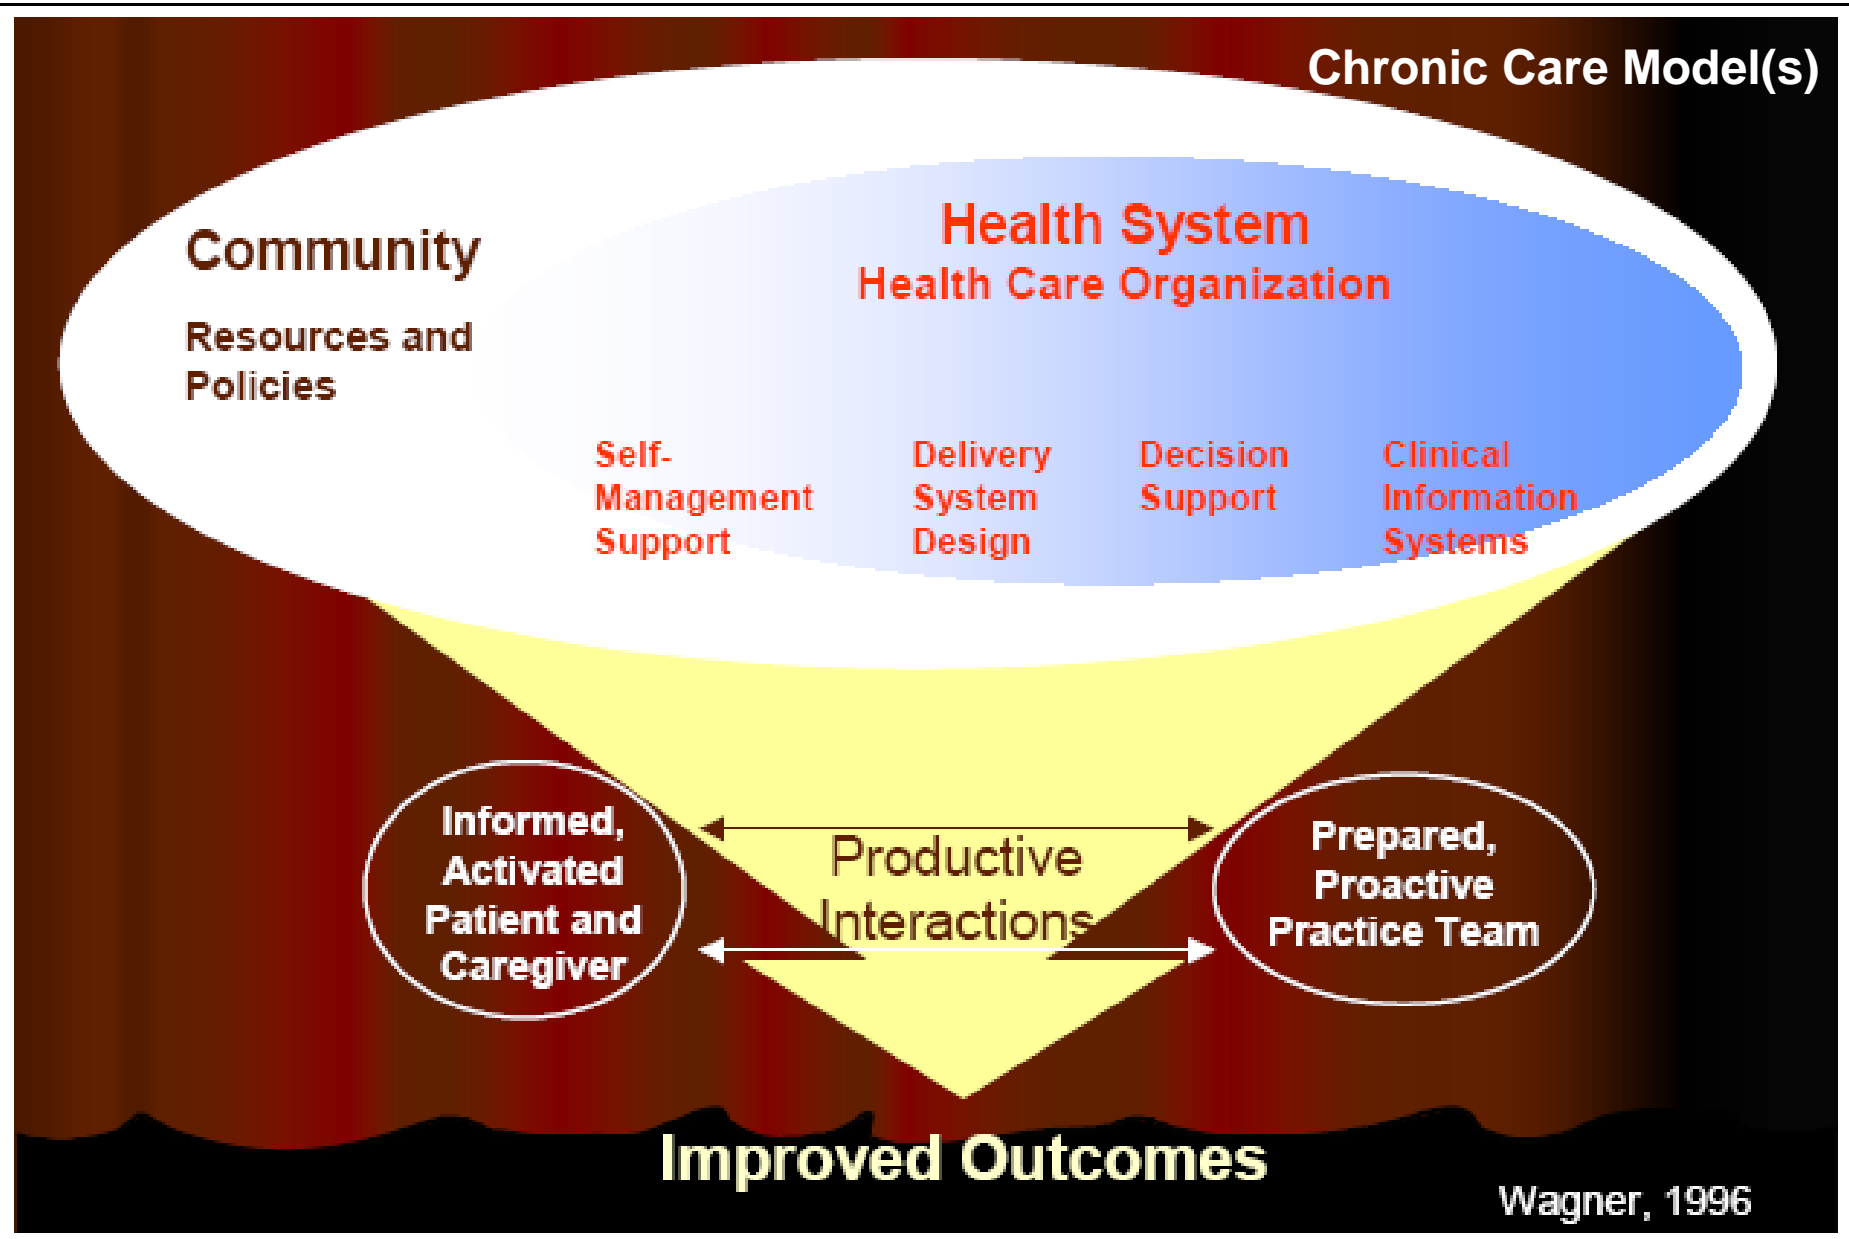 Chronic Care Model(s)
Community
Resources and
Policies
Health System
Health Care Organization
Self-
Management
Support
Delivery
System
Design
Decision
Support
Clinical
Information
Systems
Informed,
Activated
Patient and
Caregiver
Productive
Interactions
Prepared,
Proactive
Practice Team
Improved Outcomes
Wagner, 1996